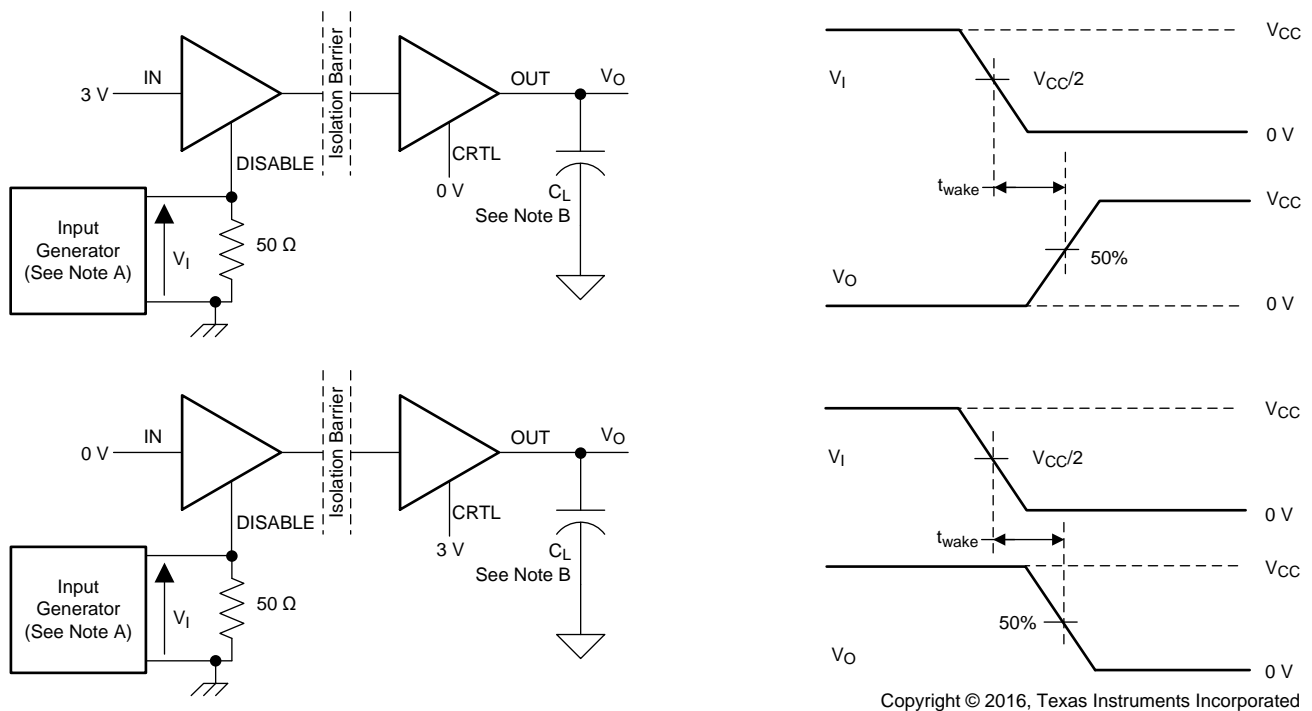 IN
3 V
Isolation Barrier
OUT
VO
DISABLE
CRTL
0 V
CL
See Note B
Input
Generator
(See Note A)
VI
50 Ω
VCC
VI
VCC/2
0 V
twake
VCC
50%
VO
0 V
IN
0 V
Isolation Barrier
OUT
VO
DISABLE
CRTL
3 V
CL
See Note B
Input
Generator
(See Note A)
VI
50 Ω
VCC
VI
VCC/2
0 V
twake
VCC
50%
VO
0 V
Copyright © 2016, Texas Instruments Incorporated